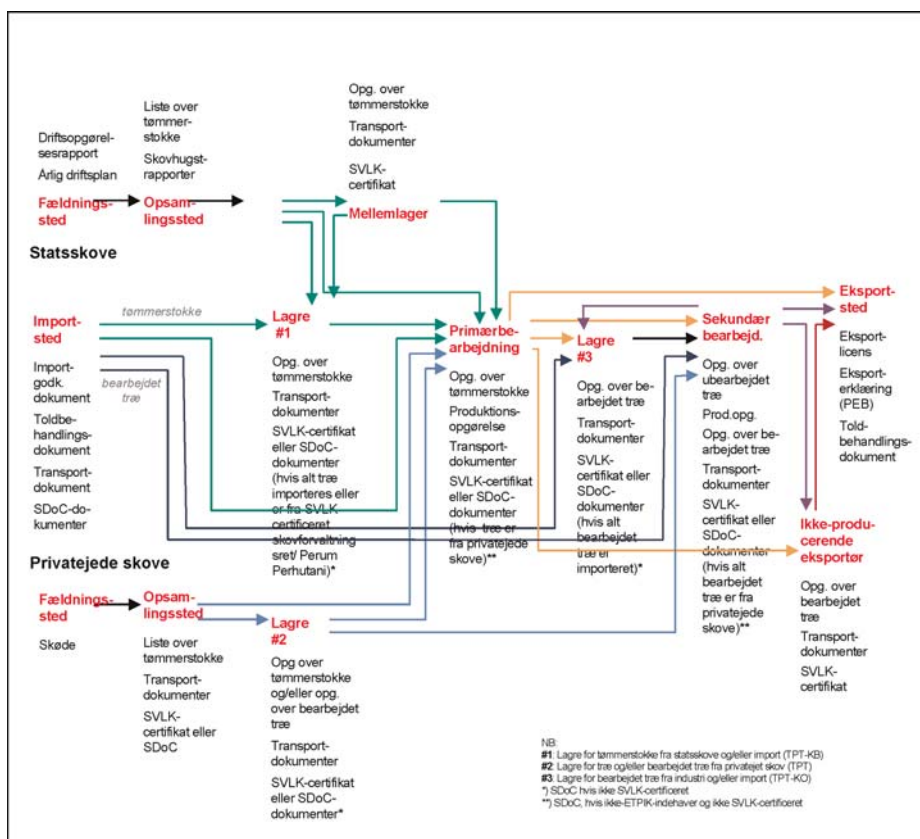 Opg. over
tømmerstokke
Transport-
dokumenter
SVLK-
certifikat
Mellemlager
Liste over
tømmer-
stokke
Skovhugst-
rapporter
Opsam-
lingssted
Driftsopgørel-
sesrapport
Årlig driftsplan
Fældnings-
sted
Statsskove
tømmerstokke
Import-
sted
bearbejdet
træ
Import-
godk.
dokument
Toldbe-
handlings-
dokument
Transport-
dokument
SDoC-do-
kumenter
Lagre
#1
Opg. over
tømmerstokke
Transport-
dokumenter
SVLK-certifikat
eller SDoC-
dokumenter
(hvis alt træ
importeres eller
er fra SVLK-
certificeret
skovforvaltning
sret/ Perum
Perhutani)*
Primærbe-
arbejdning
Opg. over
tømmerstokke
Produktions-
opgørelse
Transport-
dokumenter
SVLK-certifikat
eller SDoC-
dokumenter
(hvis træ er
fra privatejede
skove)**
Lagre
#3
Opg. over be-
arbejdet træ
Transport-
dokumenter
SVLK-
certifikat eller
SDoC-
dokumenter
(hvis alt
bearbejdet
træ er
importeret)*
Sekundær
bearbejd.
Opg. over
ubearbejdet
træ
Prod.opg.
Opg. over be-
arbejdet træ
Transport-
dokumenter
SVLK-
certifikat eller
SDoC-
dokumenter
(hvis alt
bearbejdet
træ er fra
privatejede
skove)**
Eksport-
sted
Eksport-
licens
Eksport-
erklæring
(PEB)
Told-
behandlings-
dokument
Ikke-produ-
cerende
eksportør
Opg. over
bearbejdet
træ
Transport-
dokumenter
SVLK-
certifikat
Privatejede skove
Fældnings-
sted
Skøde
Opsam-
lingssted
Liste over
tømmerstokke
Transport-
dokumenter
SVLK-
certifikat eller
SDoC
Lagre
#2
Opg over
tømmerstokke
og/eller opg.
over bearbejdet
træ
Transport-
dokumenter
SVLK-certifikat
eller SDoC-
dokumenter*
NB:
#1: Lagre for tømmerstokke fra statsskove og/eller import (TPT-KB)
#2: Lagre for træ og/eller bearbejdet træ fra privatejet skov (TPT)
#3: Lagre for bearbejdet træ fra industri og/eller import (TPT-KO)
*) SDoC hvis ikke SVLK-certificeret
**) SDoC, hvis ikke-ETPIK-indehaver og ikke SVLK-certificeret